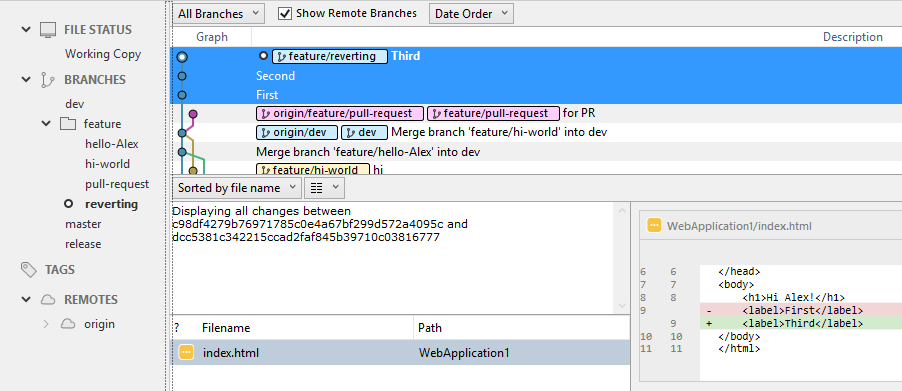 FILE STATUS
Working Copy
BRANCHES
dev
feature
hello-Alex
hi-world
pull-request
reverting
master
release
TAGS
REMOTES
origin
All Branches Show Remote Branches Date Order
Graph Description
feature/reverting Third
Second
First
origin/feature/pull-request feature/pull-request for PR
origin/dev dev Merge branch 'feature/hi-world' into dev
Merge branch 'feature/hello-Alex' into dev
feature/hi-world hi
Sorted by file name
Displaying all changes between
c98df4279b76971785c0e4a67bf299d572a4095c and
dcc5381c342215ccad2faf845b39710c03816777
? Filename Path
index.html WebApplication1
WebApplication1/index.html
6 6 </head>
7 7 <body>
8 8 <h1>Hi Alex!</h1>
9 - <label>First</label>
9 + <label>Third</label>
10 10 </body>
11 11 </html>